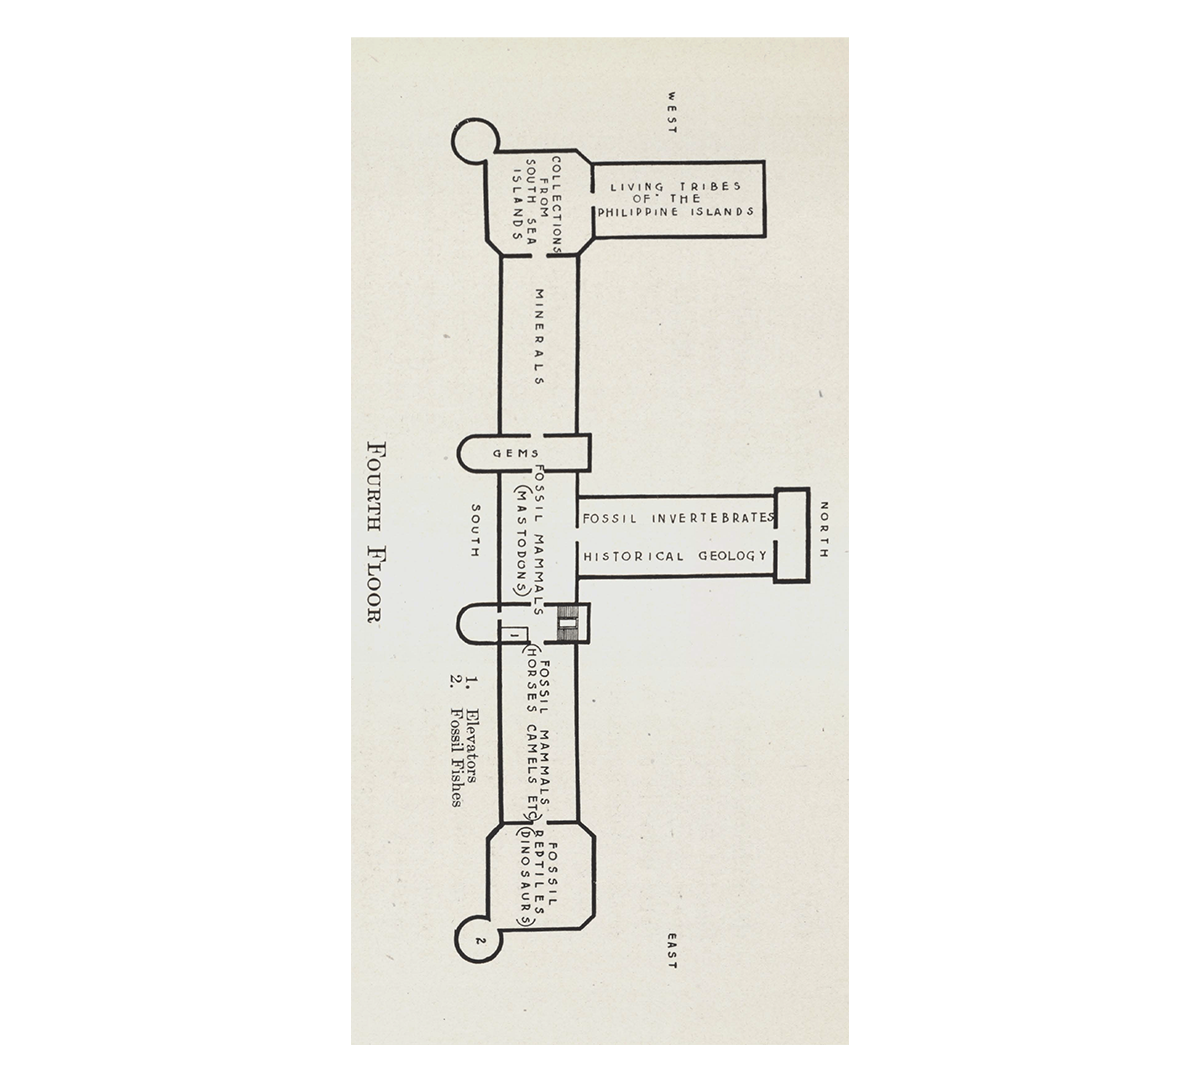 WEST
LIVING TRIBES
OF THE
PHILIPPINE ISLANDS
COLLECTIONS
FROM
SOUTH SEA
ISLANDS
MINERALS
GEMS
FOSSIL MAMMALS
(MASTODONS)
NORTH
FOSSIL INVERTEBRATES
HISTORICAL GEOLOGY
SOUTH
1
FOSSIL MAMMALS
(HORSES CAMELS ETC)
FOSSIL
REPTILES
(DINOSAURS)
2
EAST
1. Elevators
2. Fossil Fishes
FOURTH FLOOR